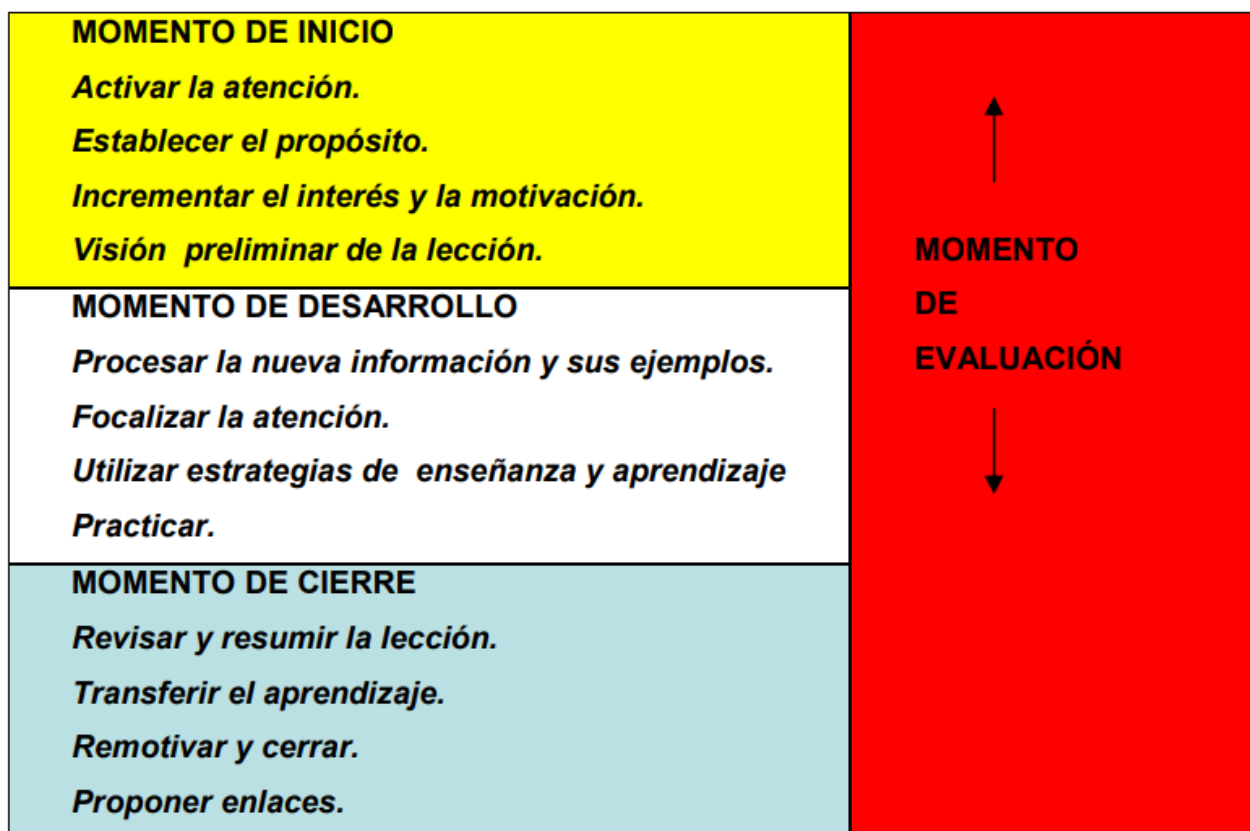 MOMENTO DE INICIO
Activar la atención.
Establecer el propósito.
Incrementar el interés y la motivación.
Visión preliminar de la lección.
MOMENTO DE DESARROLLO
Procesar la nueva información y sus ejemplos.
Focalizar la atención.
Utilizar estrategias de enseñanza y aprendizaje
Practicar.
MOMENTO DE CIERRE
Revisar y resumir la lección.
Transferir el aprendizaje.
Remotivar y cerrar.
Proponer enlaces.
MOMENTO
DE
EVALUACIÓN